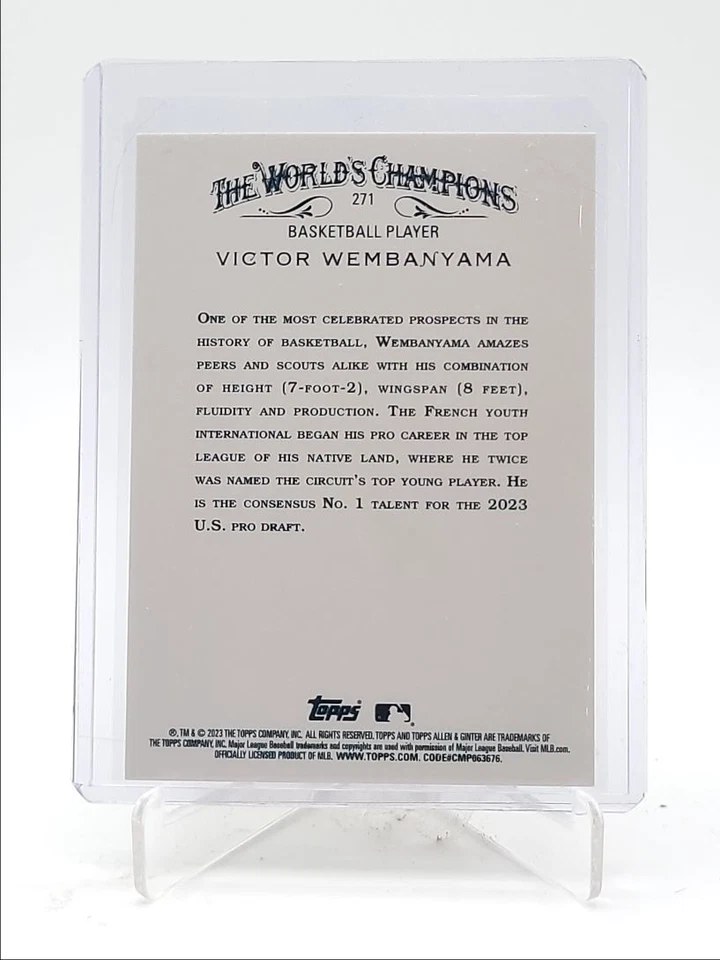 THE WORLD'S CHAMPIONS
271
BASKETBALL PLAYER
VICTOR WEMBANYAMA
ONE OF THE MOST CELEBRATED PROSPECTS IN THE
HISTORY OF BASKETBALL, WEMBANYAMA AMAZES
PEERS AND SCOUTS ALIKE WITH HIS COMBINATION
OF HEIGHT (7-FOOT-2), WINGSPAN (8 FEET),
FLUIDITY AND PRODUCTION. THE FRENCH YOUTH
INTERNATIONAL BEGAN HIS PRO CAREER IN THE TOP
LEAGUE OF HIS NATIVE LAND, WHERE HE TWICE
WAS NAMED THE CIRCUIT'S TOP YOUNG PLAYER. HE
IS THE CONSENSUS NO. 1 TALENT FOR THE 2023
U.S. PRO DRAFT.
Topps
®, TM & © 2023 THE TOPPS COMPANY, INC. ALL RIGHTS RESERVED. TOPPS AND TOPPS ALLEN & GINTER ARE TRADEMARKS OF
THE TOPPS COMPANY, INC. Major League Baseball trademarks and copyrights are used with permission of Major League Baseball. Visit MLB.com.
OFFICIALLY LICENSED PRODUCT OF MLB. WWW.TOPPS.COM. CODE#CMP063676.